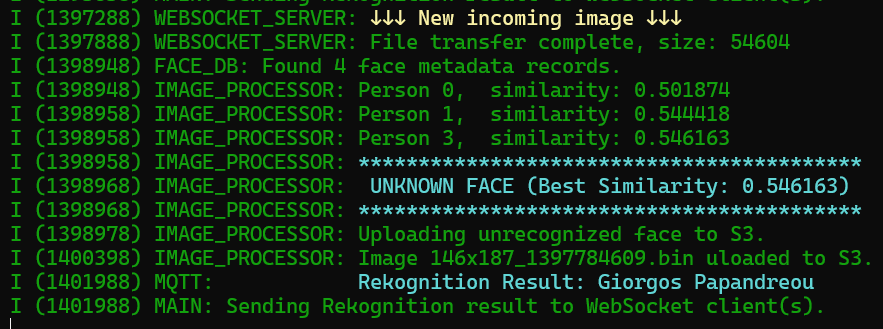 I (1397288) WEBSOCKET_SERVER: ↓↓↓ New incoming image ↓↓↓
I (1397888) WEBSOCKET_SERVER: File transfer complete, size: 54604
I (1398948) FACE_DB: Found 4 face metadata records.
I (1398948) IMAGE_PROCESSOR: Person 0,  similarity: 0.501874
I (1398958) IMAGE_PROCESSOR: Person 1,  similarity: 0.544418
I (1398958) IMAGE_PROCESSOR: Person 3,  similarity: 0.546163
I (1398958) IMAGE_PROCESSOR: ******************************************
I (1398968) IMAGE_PROCESSOR:  UNKNOWN FACE (Best Similarity: 0.546163)
I (1398968) IMAGE_PROCESSOR: ******************************************
I (1398978) IMAGE_PROCESSOR: Uploading unrecognized face to S3.
I (1400398) IMAGE_PROCESSOR: Image 146x187_1397784609.bin uloaded to S3.
I (1401988) MQTT:            Rekognition Result: Giorgos Papandreou
I (1401988) MAIN: Sending Rekognition result to WebSocket client(s).